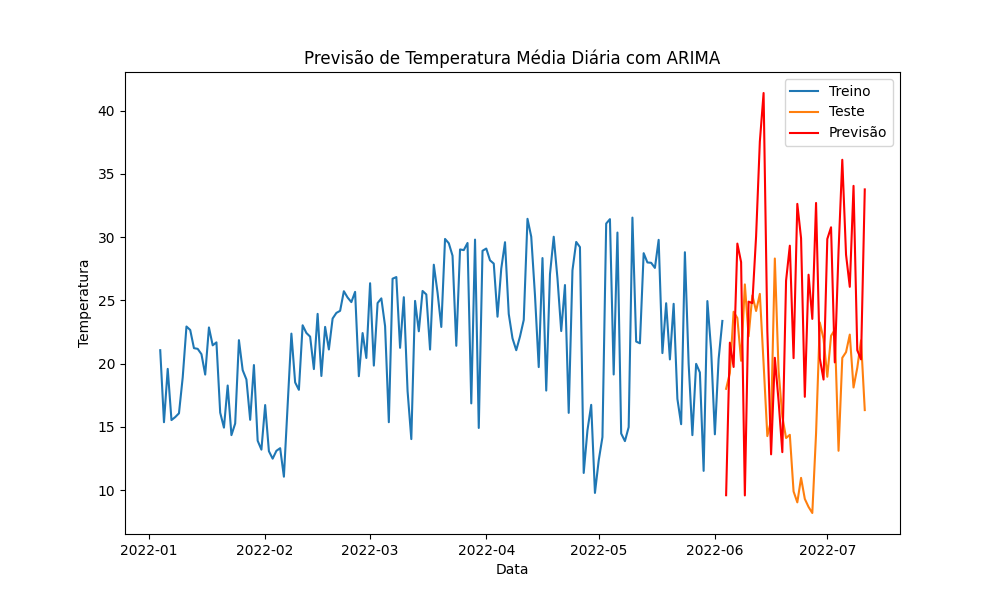 Previsão de Temperatura Média Diária com ARIMA
Treino
Teste
Previsão
Temperatura
40
35
30
25
20
15
10
2022-01 2022-02 2022-03 2022-04 2022-05 2022-06 2022-07
Data